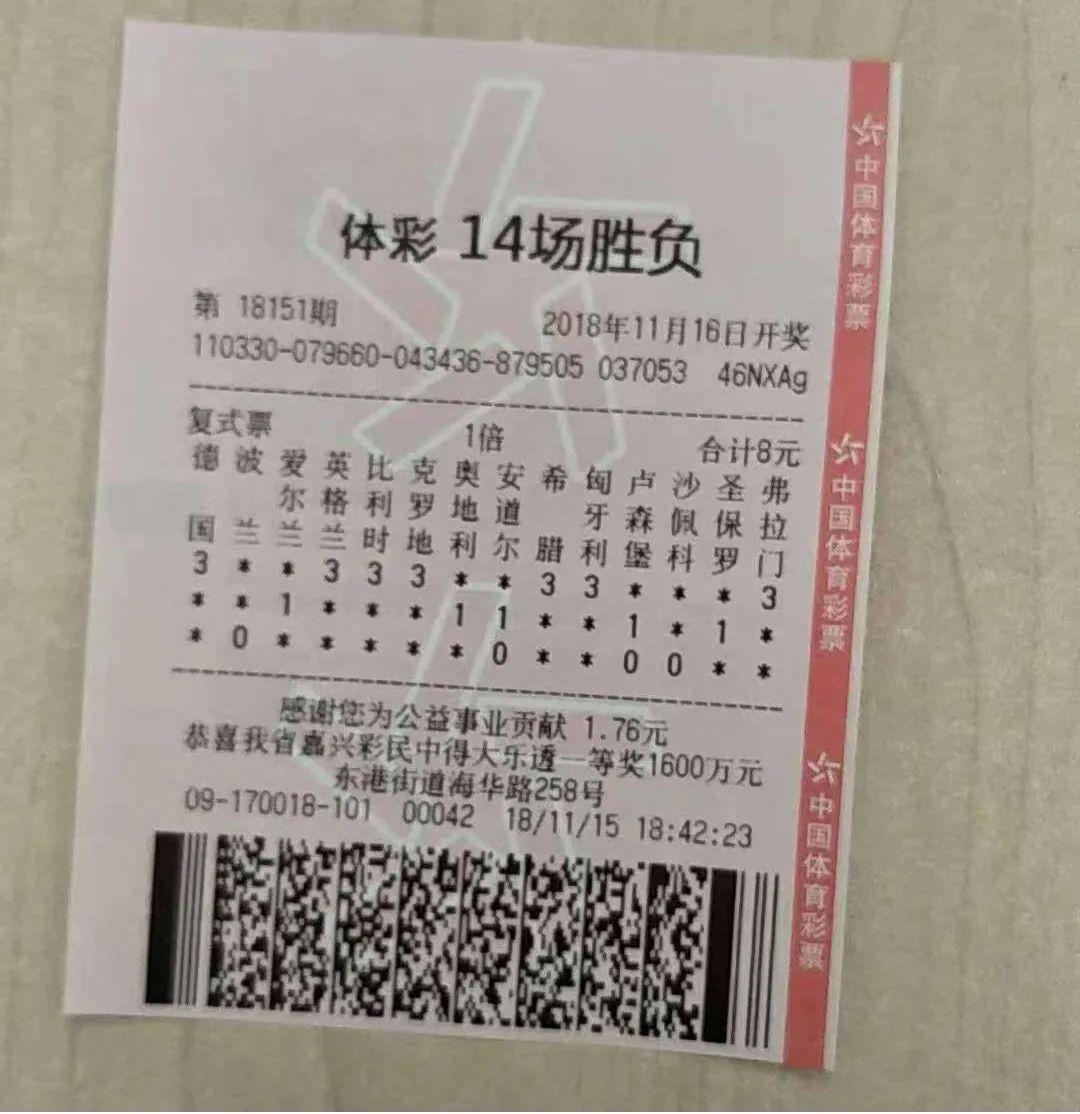 体彩 14场胜负
第 18151期 2018年11月16日开奖
110330-079660-043436-879505 037053 46NXAg
复式票 1倍 合计8元
德国 波兰 爱尔兰 英格兰 比利时 克罗地 奥地利 安道尔 希腊 匈牙利 卢森堡 沙佩科 圣保罗 弗拉门
3 * * 3 3 3 * * 3 3 * * * 3
* * 1 * * * 1 1 * * 1 * 1 *
* 0 * * * * * 0 * * 0 0 * *
感谢您为公益事业贡献 1.76元
恭喜我省嘉兴彩民中得大乐透一等奖1600万元
东港街道海华路258号
09-170018-101 00042 18/11/15 18:42:23
中国体育彩票
中国体育彩票
中国体育彩票